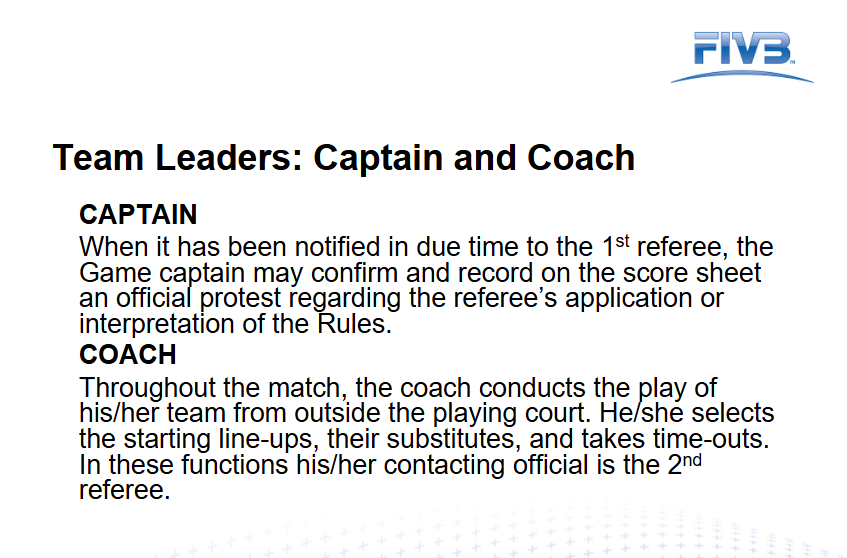 FIVB™
Team Leaders: Captain and Coach
CAPTAIN
When it has been notified in due time to the 1st referee, the
Game captain may confirm and record on the score sheet
an official protest regarding the referee’s application or
interpretation of the Rules.
COACH
Throughout the match, the coach conducts the play of
his/her team from outside the playing court. He/she selects
the starting line-ups, their substitutes, and takes time-outs.
In these functions his/her contacting official is the 2nd
referee.